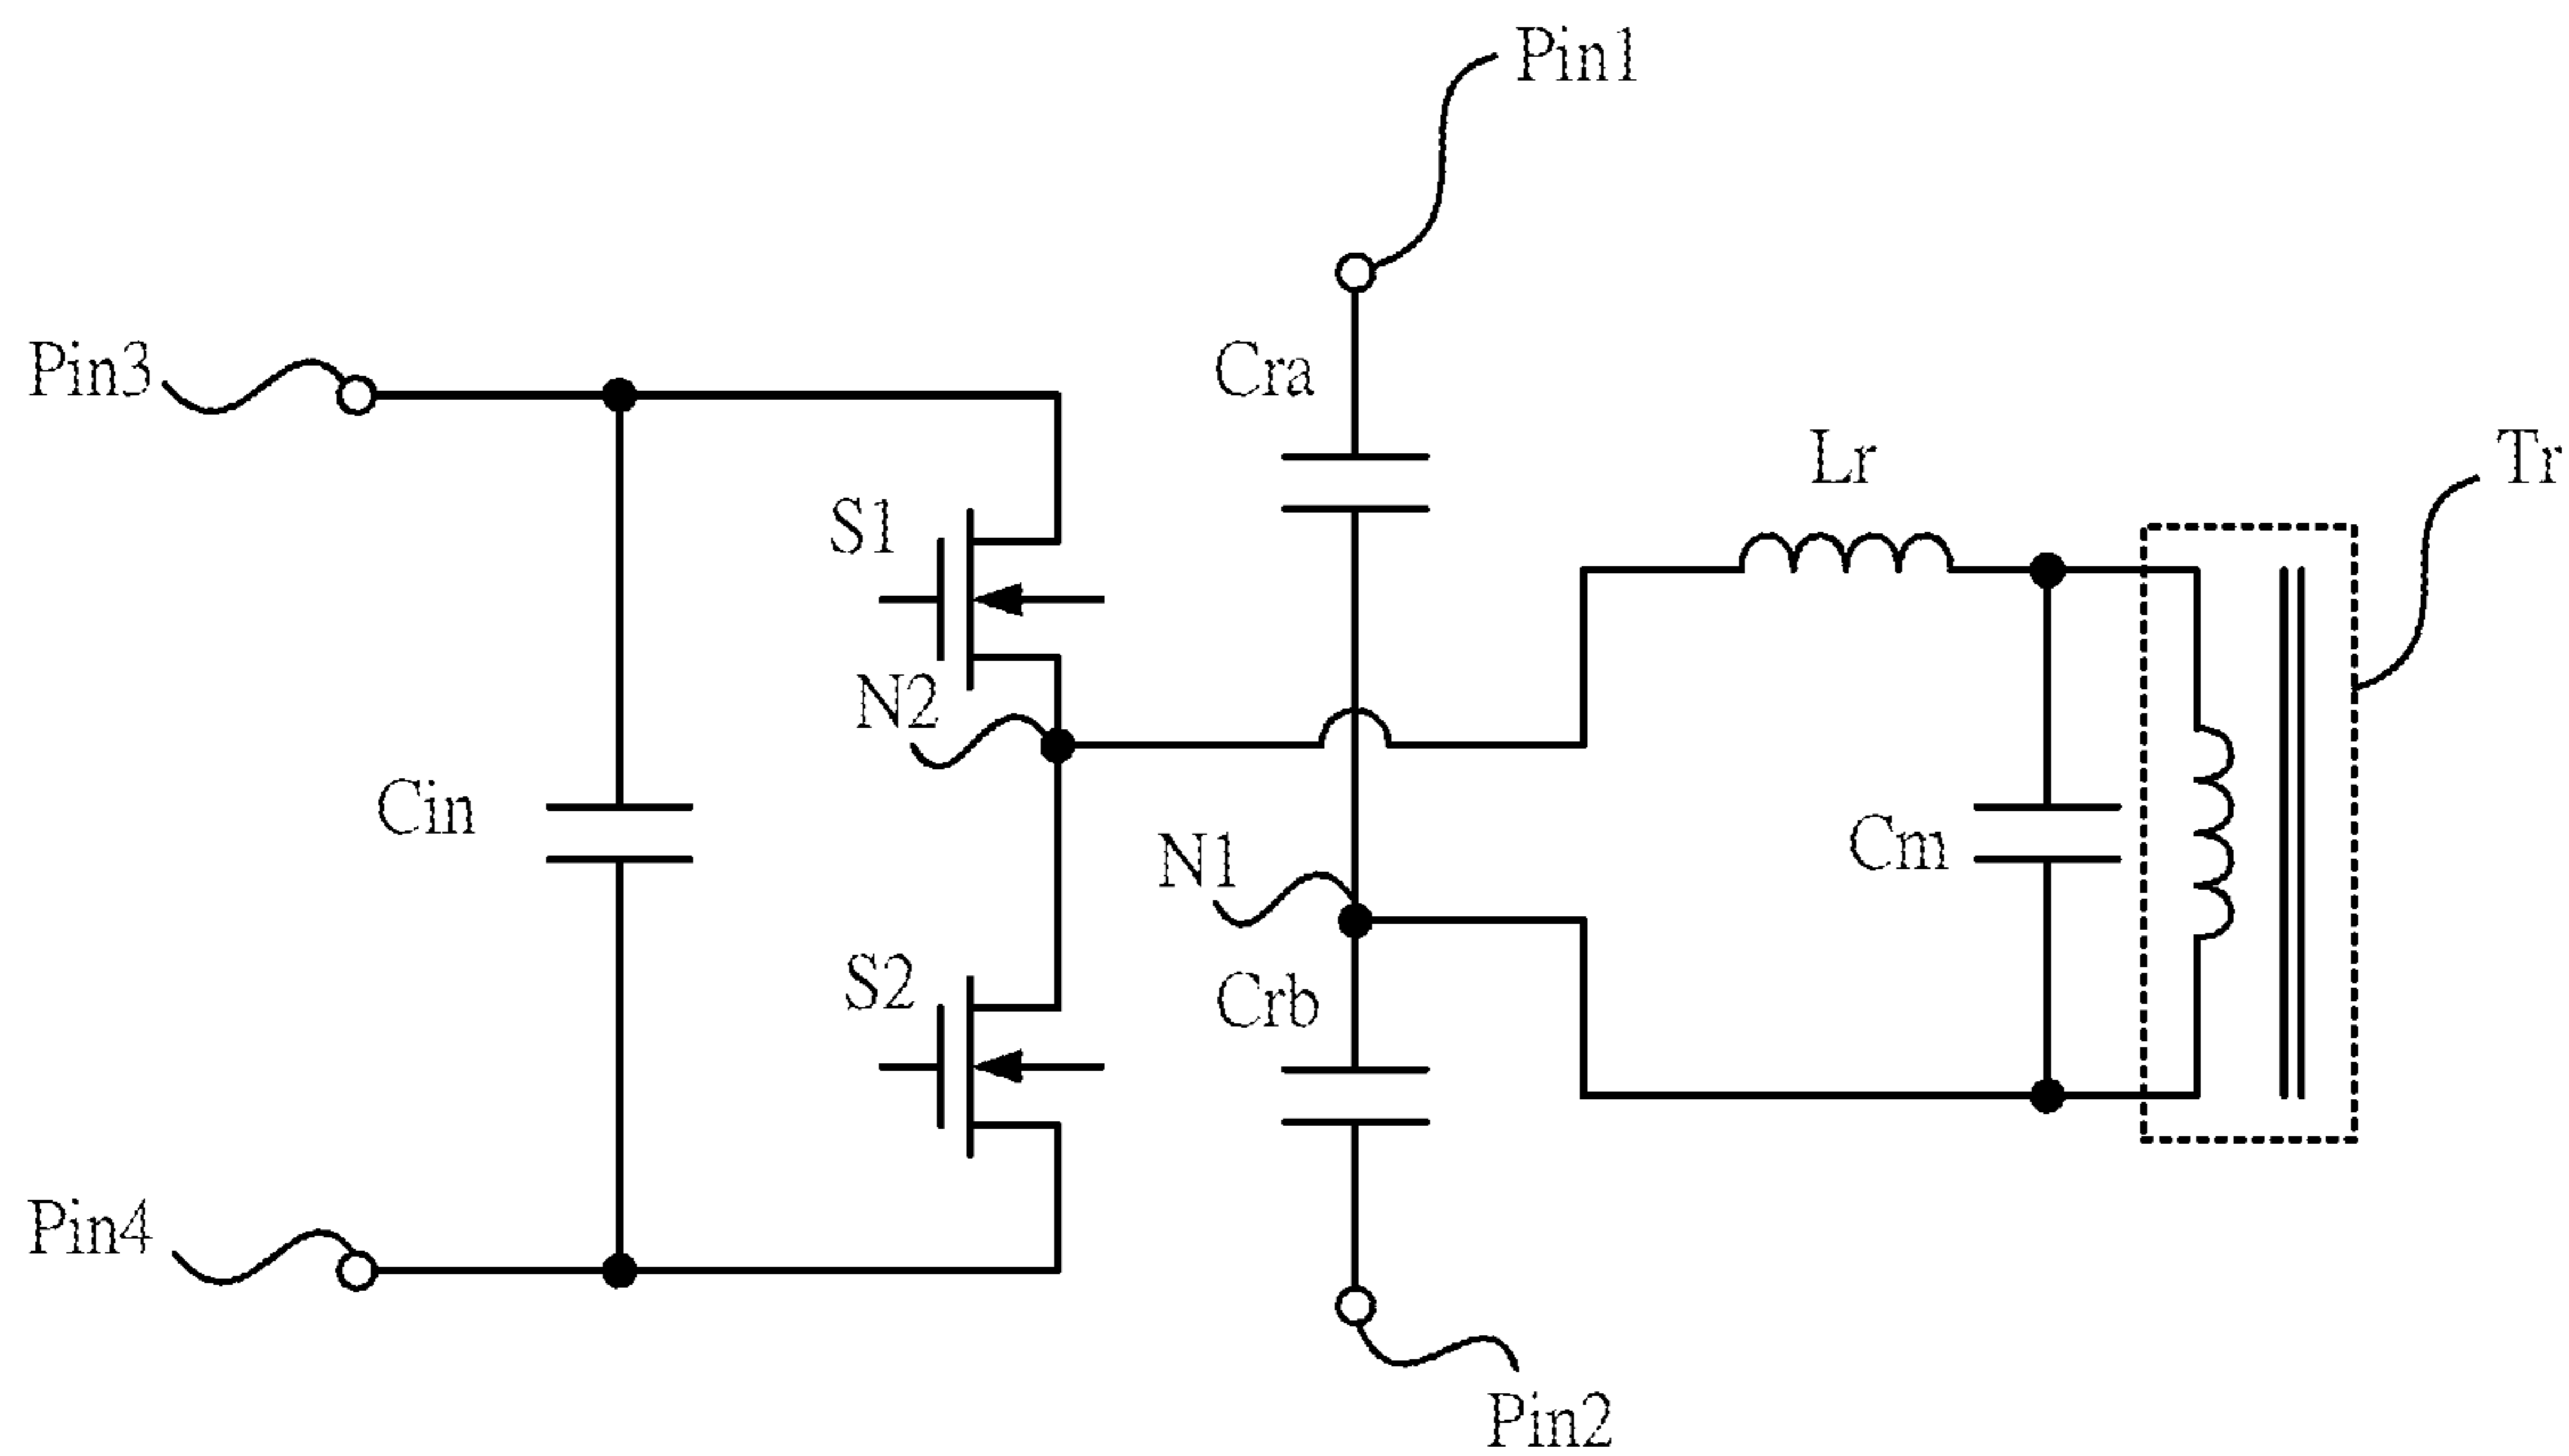 Pin1
Pin3
Cra
Lr
Tr
S1
N2
Cin
Cm
N1
S2
Crb
Pin4
Pin2